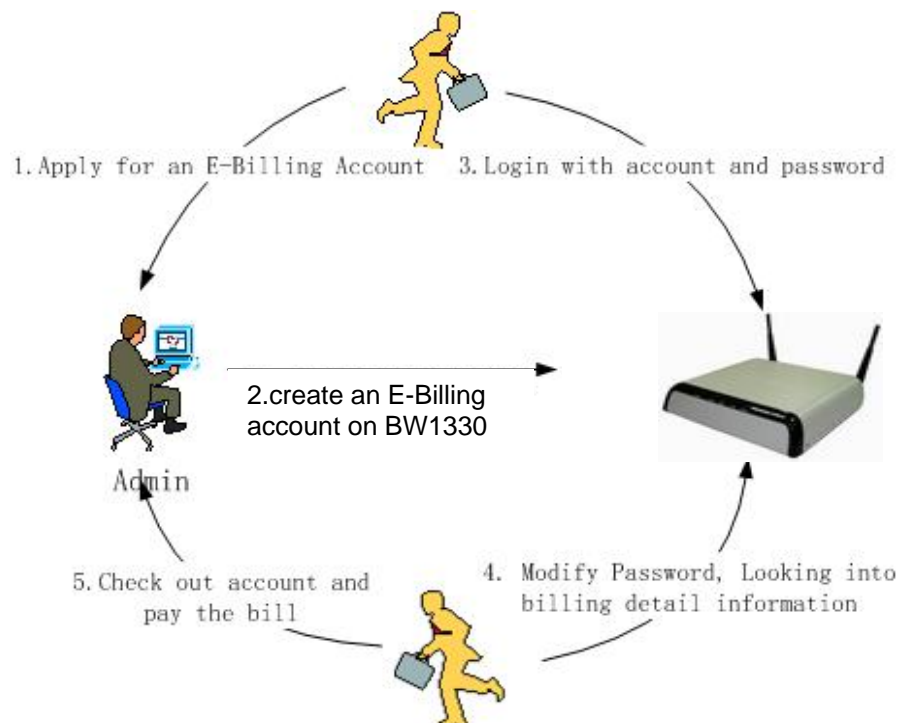 1.Apply for an E-Billing Account
3.Login with account and password
2.create an E-Billing
account on BW1330
Admin
5.Check out account and
pay the bill
4. Modify Password, Looking into
billing detail information